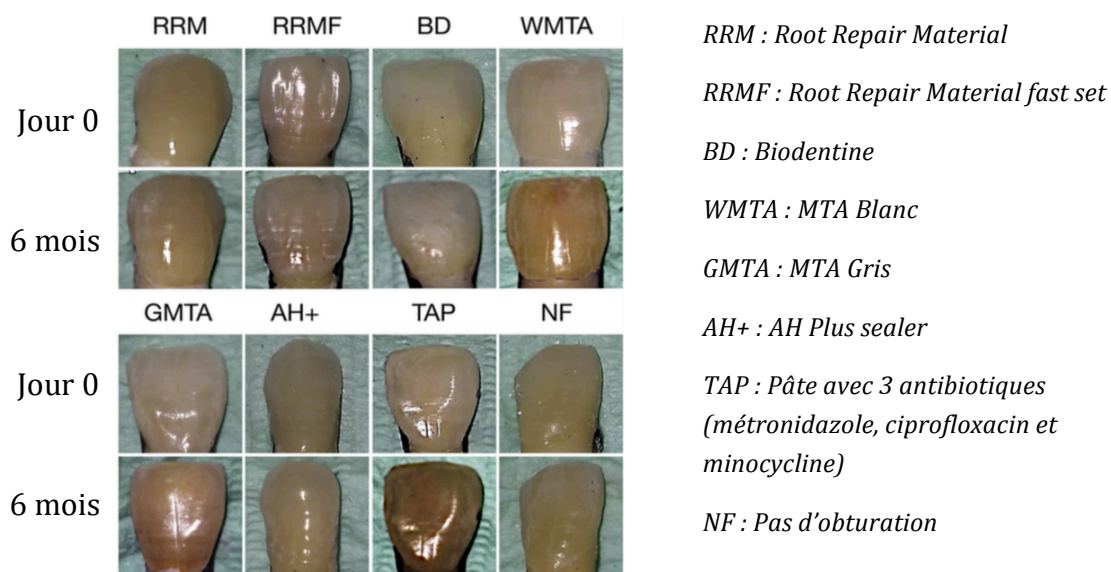 RRM RRMF BD WMTA
Jour 0
6 mois
GMTA AH+ TAP NF
Jour 0
6 mois
RRM : Root Repair Material
RRMF : Root Repair Material fast set
BD : Biodentine
WMTA : MTA Blanc
GMTA : MTA Gris
AH+ : AH Plus sealer
TAP : Pâte avec 3 antibiotiques
(métronidazole, ciprofloxacin et
minocycline)
NF : Pas d'obturation